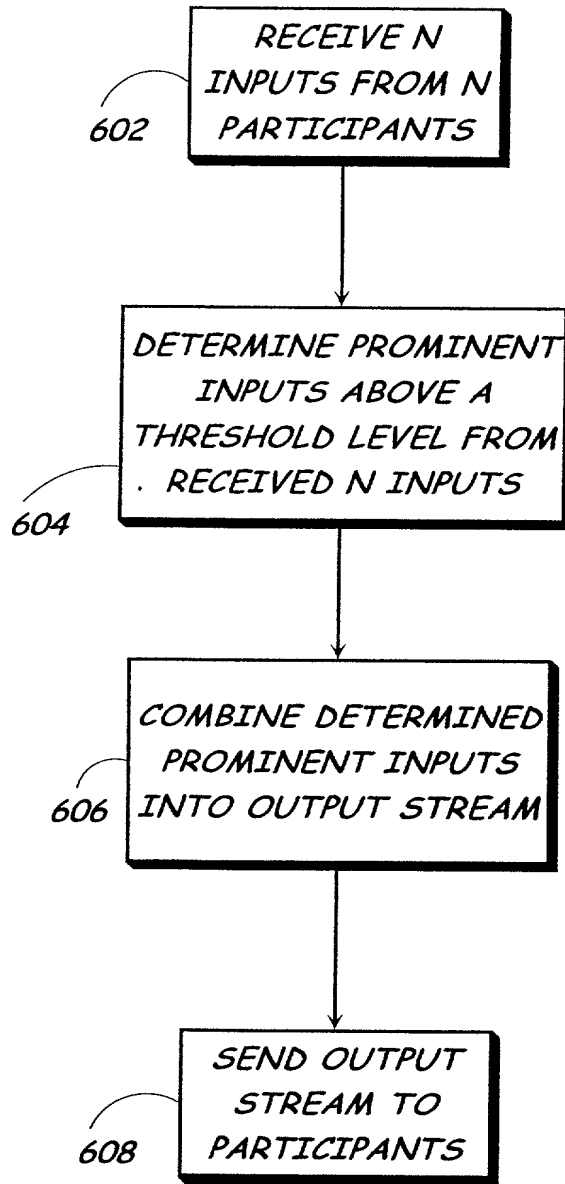 RECEIVE N
INPUTS FROM N
PARTICIPANTS
602
DETERMINE PROMINENT
INPUTS ABOVE A
THRESHOLD LEVEL FROM
RECEIVED N INPUTS
604
COMBINE DETERMINED
PROMINENT INPUTS
INTO OUTPUT STREAM
606
SEND OUTPUT
STREAM TO
PARTICIPANTS
608